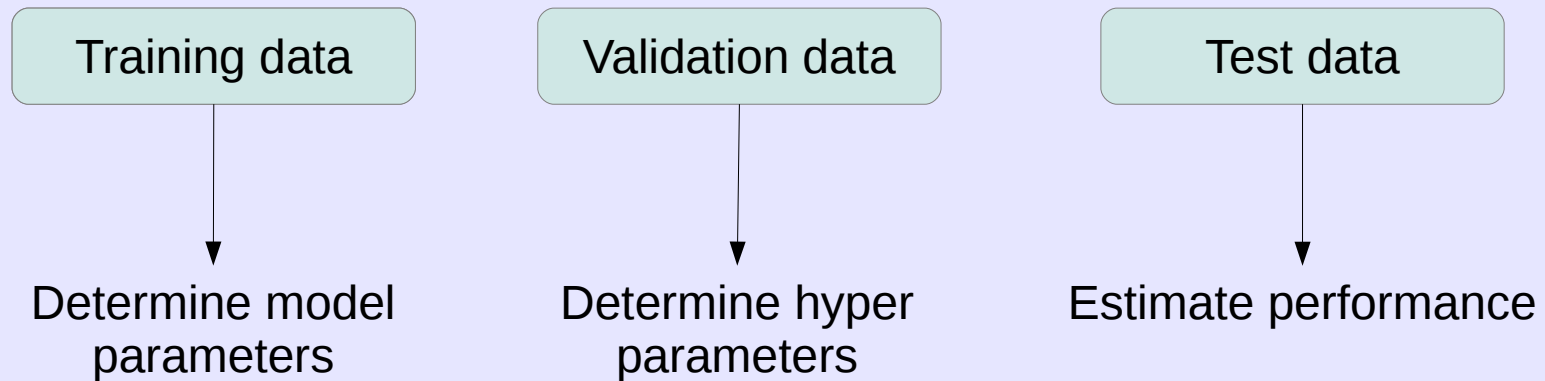 Training data
Validation data
Test data
Determine model
parameters
Determine hyper
parameters
Estimate performance